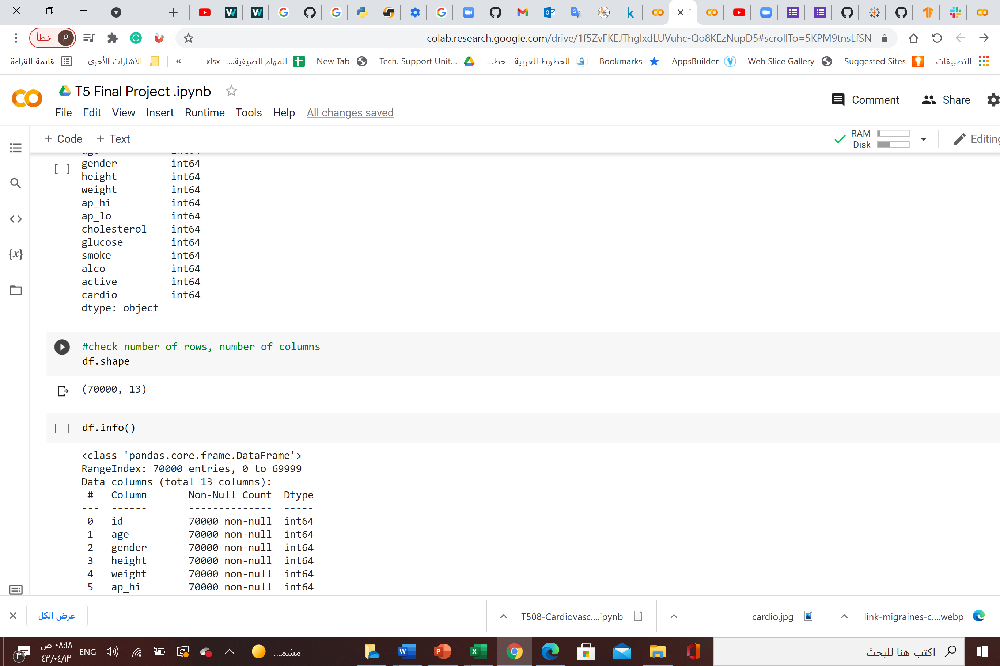 خطأ
colab.research.google.com/drive/1f5ZvFKEJThgIxdLUVuhc-Qo8KEzNupD5#scrollTo=5KPM9tnsLfSN
التطبيقات
Suggested Sites
Web Slice Gallery
AppsBuilder
Bookmarks
الخطوط العربية - خط...
Tech. Support Unit...
New Tab
المهام الصيفية....- xlsx
»
الإشارات الأخرى
قائمة القراءة
T5 Final Project .ipynb
File Edit View Insert Runtime Tools Help All changes saved
Comment
Share
+ Code + Text
RAM
Disk
Editing
[ ]
gender int64
height int64
weight int64
ap_hi int64
ap_lo int64
cholesterol int64
glucose int64
smoke int64
alco int64
active int64
cardio int64
dtype: object
#check number of rows, number of columns
df.shape
(70000, 13)
[ ] df.info()
<class 'pandas.core.frame.DataFrame'>
RangeIndex: 70000 entries, 0 to 69999
Data columns (total 13 columns):
# Column Non-Null Count Dtype
--- ------ -------------- -----
0 id 70000 non-null int64
1 age 70000 non-null int64
2 gender 70000 non-null int64
3 height 70000 non-null int64
4 weight 70000 non-null int64
5 ap_hi 70000 non-null int64
عرض الكل
T508-Cardiovasc....ipynb
cardio.jpg
link-migraines-c....webp
٠٨:١٨ ص
٤٣/٠٤/١٣
ENG
مشمـ...
اكتب هنا للبحث